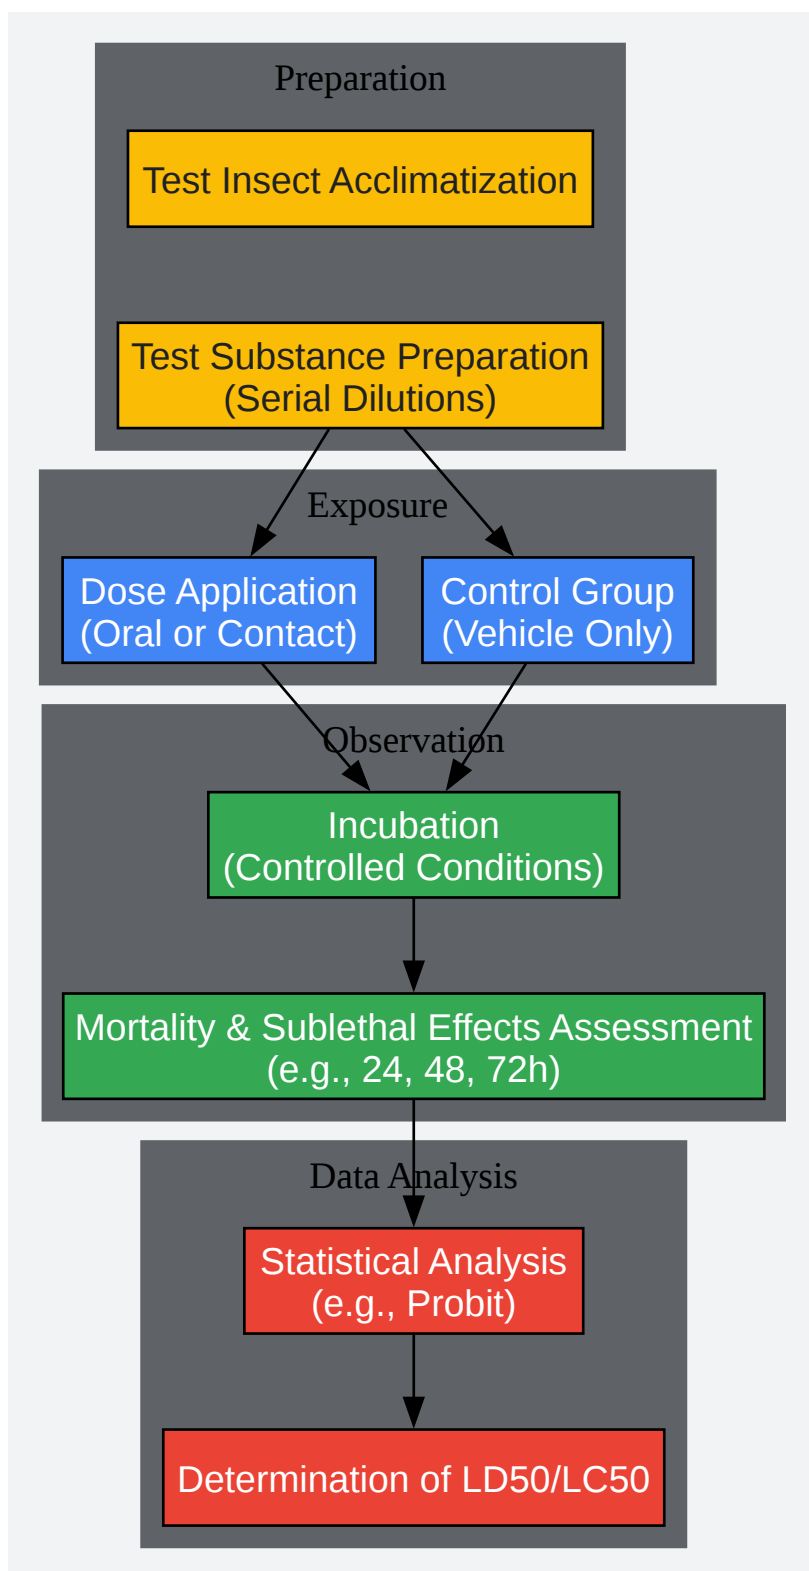 Preparation
Test Insect Acclimatization
Test Substance Preparation
(Serial Dilutions)
Exposure
Dose Application
(Oral or Contact)
Control Group
(Vehicle Only)
Observation
Incubation
(Controlled Conditions)
Mortality & Sublethal Effects Assessment
(e.g., 24, 48, 72h)
Data Analysis
Statistical Analysis
(e.g., Probit)
Determination of LD50/LC50